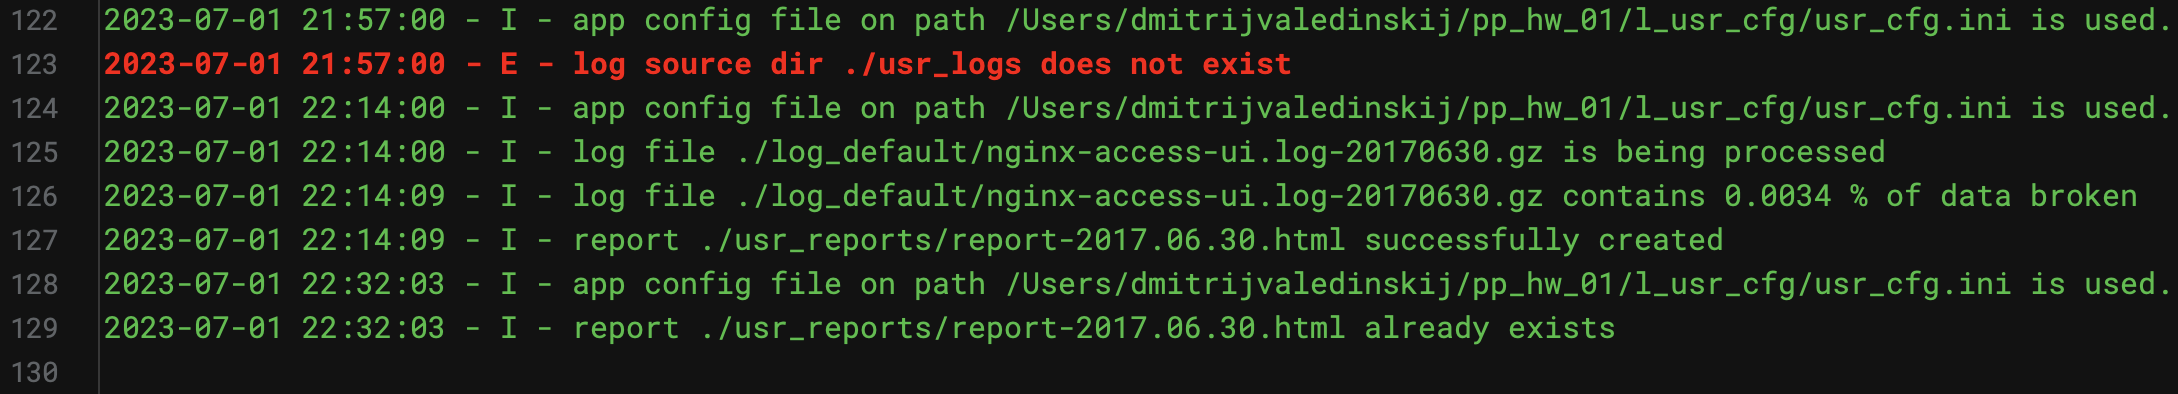 122 2023-07-01 21:57:00 - I - app config file on path /Users/dmitrijvaledinskij/pp_hw_01/l_usr_cfg/usr_cfg.ini is used.
123 2023-07-01 21:57:00 - E - log source dir ./usr_logs does not exist
124 2023-07-01 22:14:00 - I - app config file on path /Users/dmitrijvaledinskij/pp_hw_01/l_usr_cfg/usr_cfg.ini is used.
125 2023-07-01 22:14:00 - I - log file ./log_default/nginx-access-ui.log-20170630.gz is being processed
126 2023-07-01 22:14:09 - I - log file ./log_default/nginx-access-ui.log-20170630.gz contains 0.0034 % of data broken
127 2023-07-01 22:14:09 - I - report ./usr_reports/report-2017.06.30.html successfully created
128 2023-07-01 22:32:03 - I - app config file on path /Users/dmitrijvaledinskij/pp_hw_01/l_usr_cfg/usr_cfg.ini is used.
129 2023-07-01 22:32:03 - I - report ./usr_reports/report-2017.06.30.html already exists
130